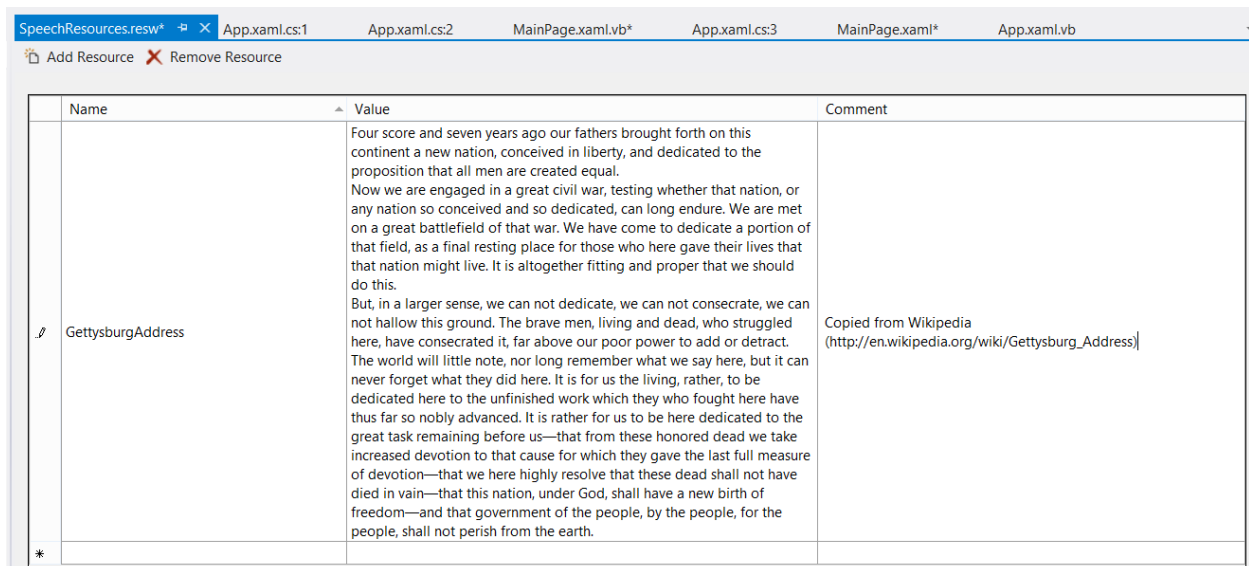 SpeechResources.resw* App.xaml.cs:1 App.xaml.cs:2 MainPage.xaml.vb* App.xaml.cs:3 MainPage.xaml* App.xaml.vb
Add Resource Remove Resource
Name Value Comment
GettysburgAddress
Four score and seven years ago our fathers brought forth on this
continent a new nation, conceived in liberty, and dedicated to the
proposition that all men are created equal.
Now we are engaged in a great civil war, testing whether that nation, or
any nation so conceived and so dedicated, can long endure. We are met
on a great battlefield of that war. We have come to dedicate a portion of
that field, as a final resting place for those who here gave their lives that
that nation might live. It is altogether fitting and proper that we should
do this.
But, in a larger sense, we can not dedicate, we can not consecrate, we can
not hallow this ground. The brave men, living and dead, who struggled
here, have consecrated it, far above our poor power to add or detract.
The world will little note, nor long remember what we say here, but it can
never forget what they did here. It is for us the living, rather, to be
dedicated here to the unfinished work which they who fought here have
thus far so nobly advanced. It is rather for us to be here dedicated to the
great task remaining before us—that from these honored dead we take
increased devotion to that cause for which they gave the last full measure
of devotion—that we here highly resolve that these dead shall not have
died in vain—that this nation, under God, shall have a new birth of
freedom—and that government of the people, by the people, for the
people, shall not perish from the earth.
Copied from Wikipedia
(http://en.wikipedia.org/wiki/Gettysburg_Address)